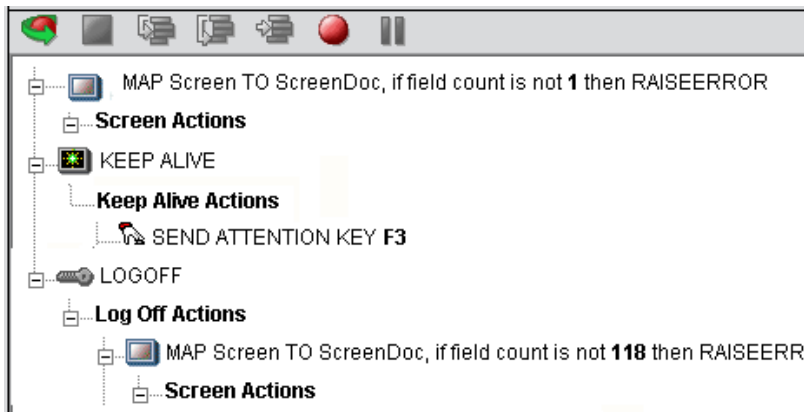 MAP Screen TO ScreenDoc, if field count is not 1 then RAISEERROR
Screen Actions
KEEP ALIVE
Keep Alive Actions
SEND ATTENTION KEY F3
LOGOFF
Log Off Actions
MAP Screen TO ScreenDoc, if field count is not 118 then RAISEERR
Screen Actions